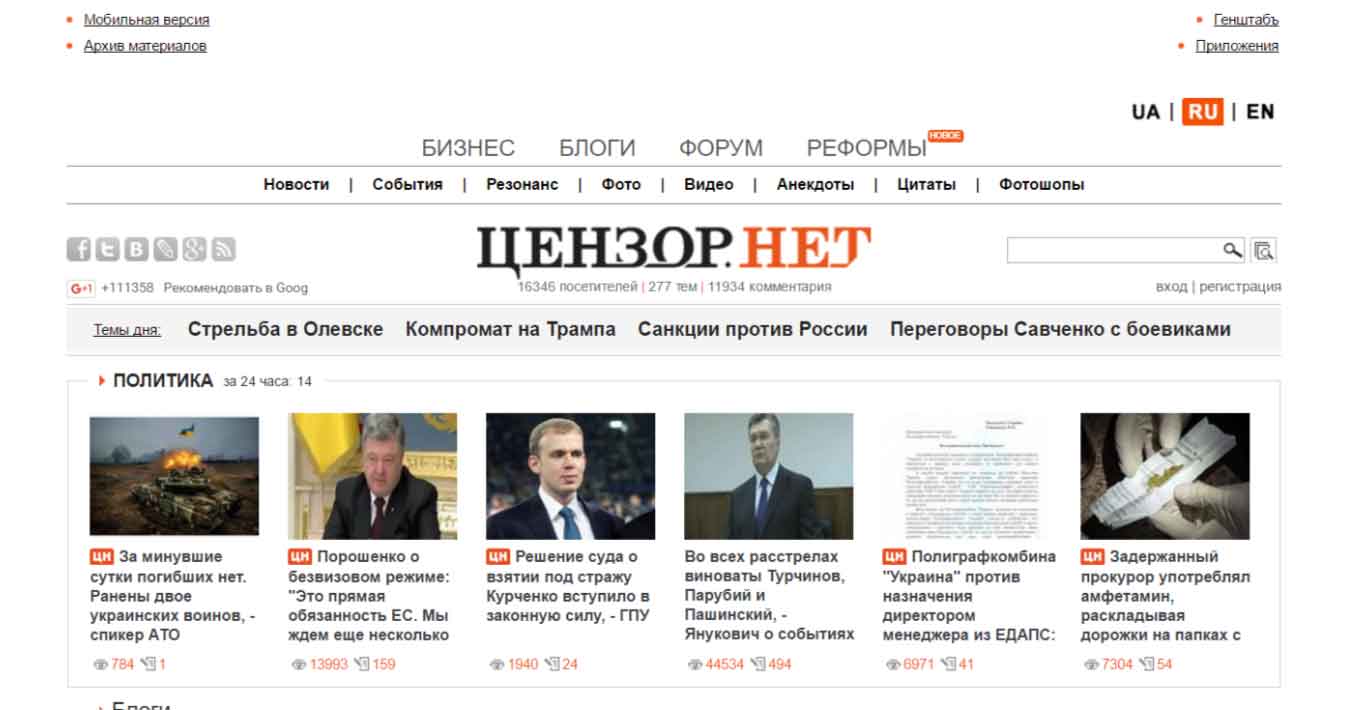 Мобильная версия
Генштабъ
Архив материалов
Приложения
UA | RU | EN
БИЗНЕС БЛОГИ ФОРУМ РЕФОРМЫ НОВОЕ
Новости | События | Резонанс | Фото | Видео | Анекдоты | Цитаты | Фотошопы
ЦЕНЗОР.НЕТ
G+1 +111358 Рекомендовать в Goog
16346 посетителей | 277 тем | 11934 комментария
вход | регистрация
Темы дня: Стрельба в Олевске Компромат на Трампа Санкции против России Переговоры Савченко с боевиками
ПОЛИТИКА за 24 часа: 14
ЦН За минувшие
сутки погибших нет.
Ранены двое
украинских воинов, -
спикер АТО
784 1
ЦН Порошенко о
безвизовом режиме:
"Это прямая
обязанность ЕС. Мы
ждем еще несколько
13993 159
ЦН Решение суда о
взятии под стражу
Курченко вступило в
законную силу, - ГПУ
1940 24
Во всех расстрелах
виноваты Турчинов,
Парубий и
Пашинский, -
Янукович о событиях
44534 494
ЦН Полиграфкомбинa
"Украина" против
назначения
директором
менеджера из ЕДАПС:
6971 41
ЦН Задержанный
прокурор употреблял
амфетамин,
раскладывая
дорожки на папках с
7304 54
Блоги